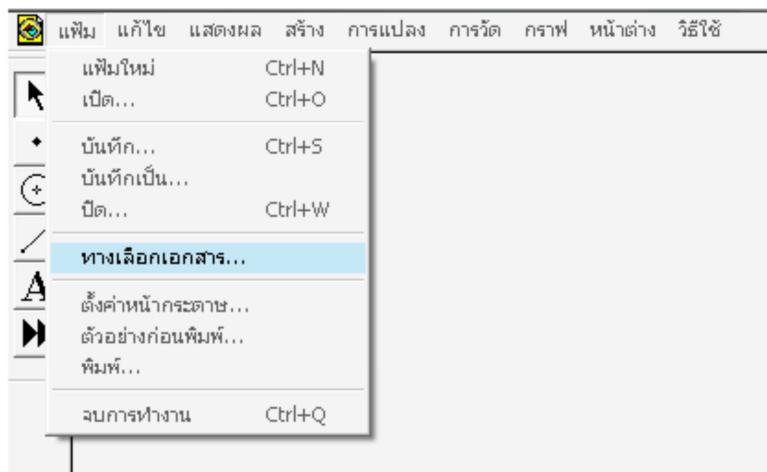 แฟ้ม แก้ไข แสดงผล สร้าง การแปลง การวัด กราฟ หน้าต่าง วิธีใช้
แฟ้มใหม่ Ctrl+N
เปิด... Ctrl+O
บันทึก... Ctrl+S
บันทึกเป็น...
ปิด... Ctrl+W
ทางเลือกเอกสาร...
A
ตั้งค่าหน้ากระดาษ...
ตัวอย่างก่อนพิมพ์...
พิมพ์...
จบการทำงาน Ctrl+Q